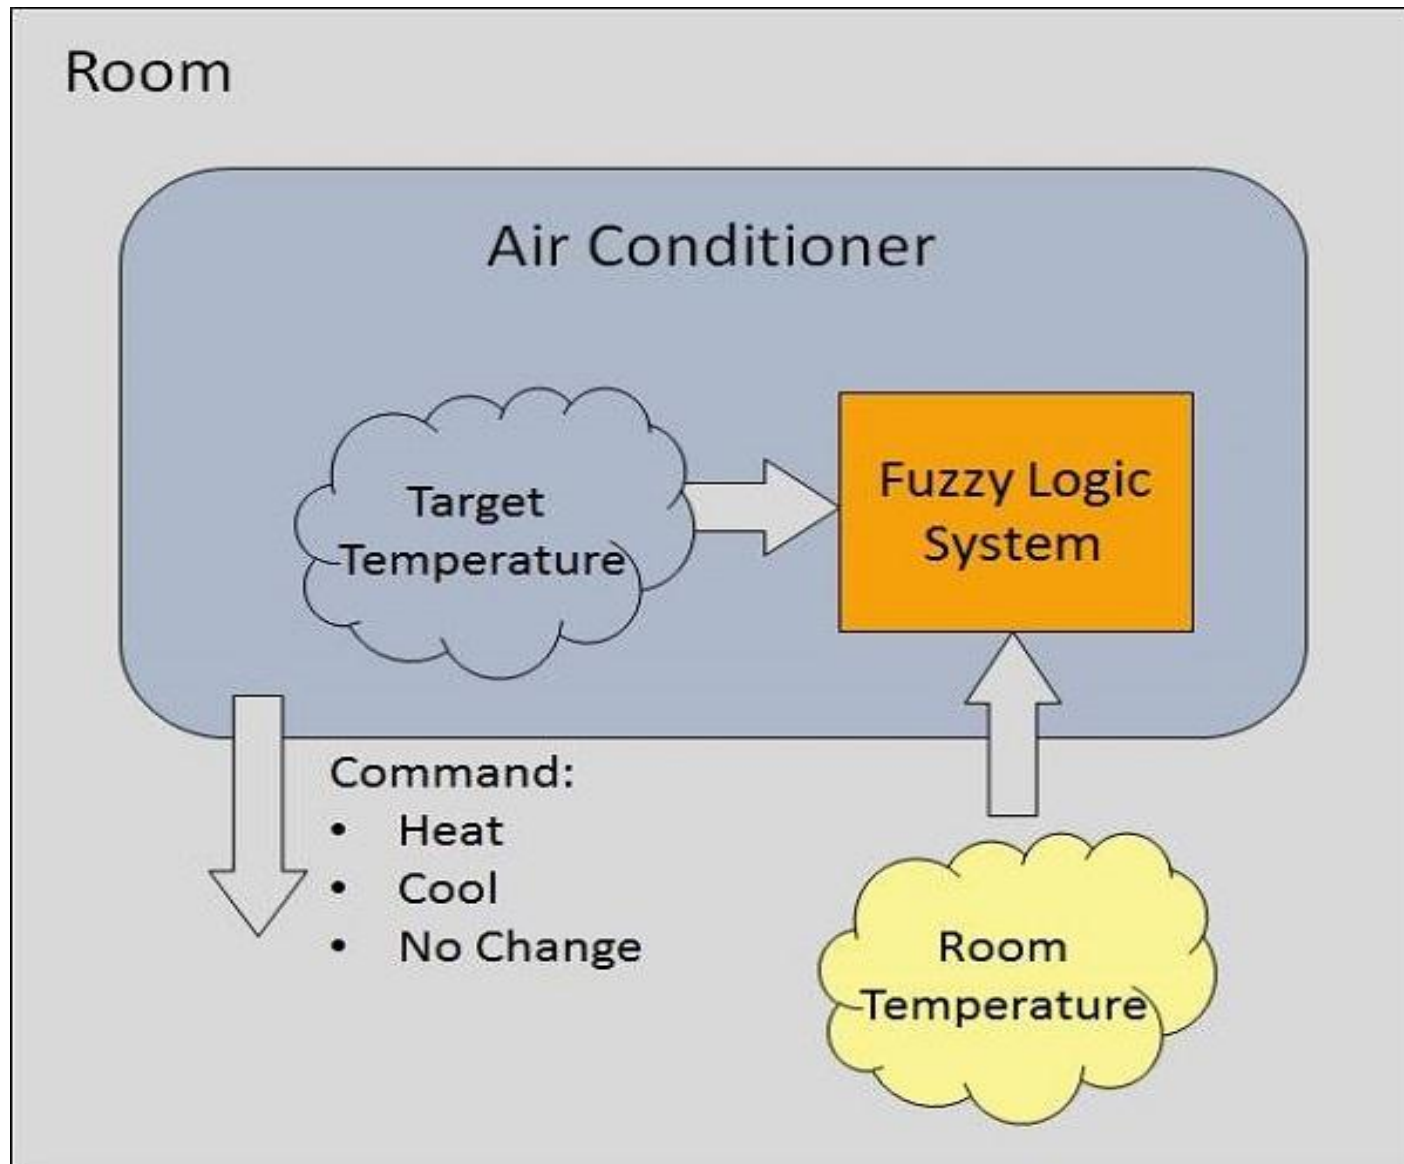 Room
Air Conditioner
Target
Temperature
Fuzzy Logic
System
Command:
• Heat
• Cool
• No Change
Room
Temperature